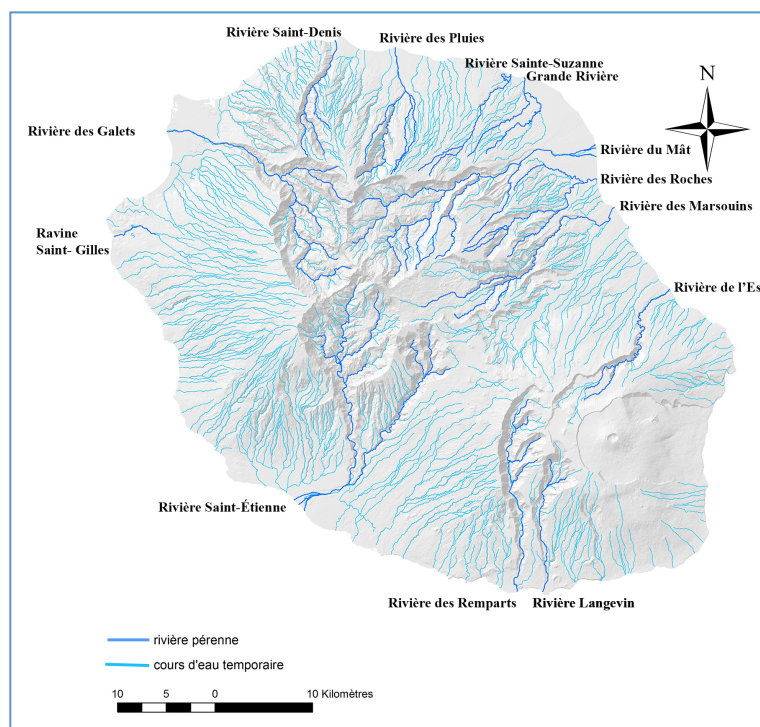 Rivière Saint-Denis
Rivière des Pluies
Rivière Sainte-Suzanne
Grande Rivière
N
Rivière des Galets
Rivière du Mât
Rivière des Roches
Rivière des Marsouins
Ravine
Saint- Gilles
Rivière de l'Es
Rivière Saint-Étienne
Rivière des Remparts
Rivière Langevin
rivière pérenne
cours d'eau temporaire
10 5 0 10 Kilomètres